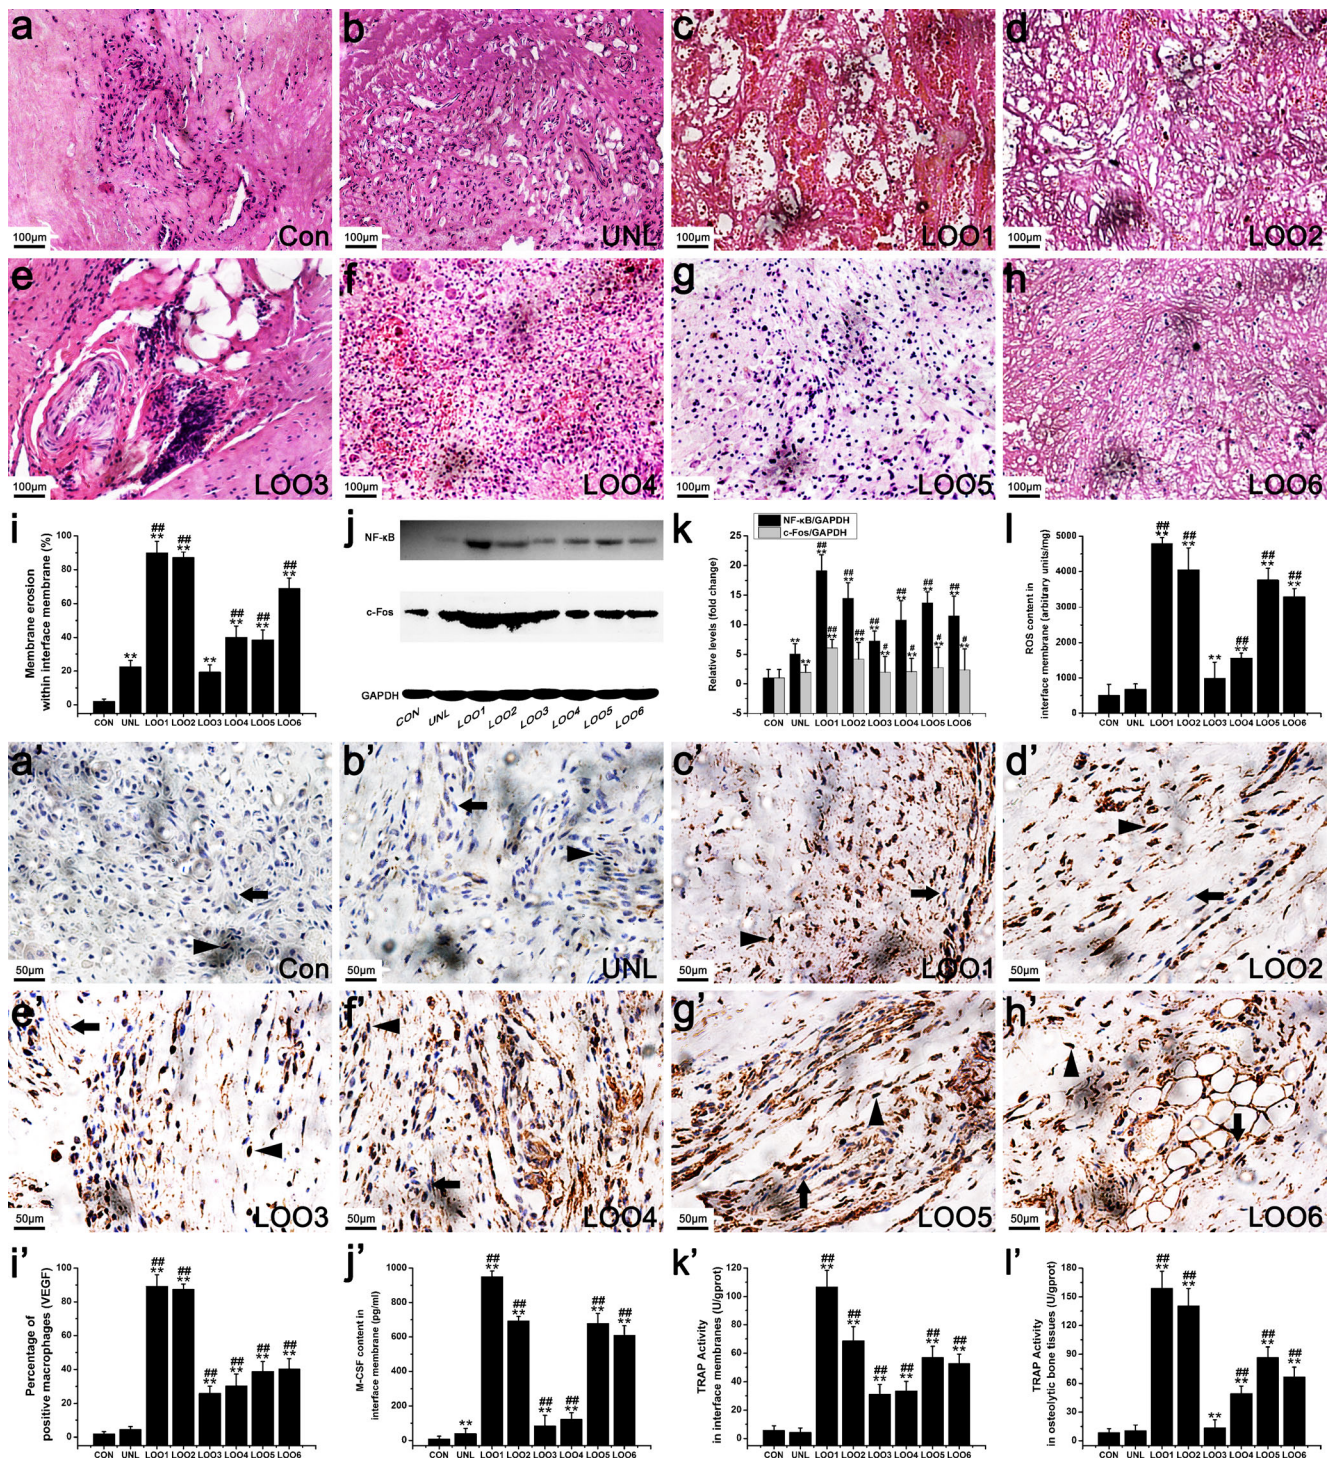 a
100μm
Con
b
100μm
UNL
c
100μm
LOO1
d
100μm
LOO2
e
100μm
LOO3
f
100μm
LOO4
g
100μm
LOO5
h
100μm
LOO6
i
Membrane erosion
within interface membrane (%)
100
80
60
40
20
0
**
##
**
##
**
**
##
**
##
**
##
**
CON UNL LOO1 LOO2 LOO3 LOO4 LOO5 LOO6
j
NF-κB
c-Fos
GAPDH
CON UNL LOO1 LOO2 LOO3 LOO4 LOO5 LOO6
k
NF-κB/GAPDH
c-Fos/GAPDH
Relative levels (fold change)
25
20
15
10
5
0
-5
**
**
##
**
##
**
##
**
##
**
##
**
#
**
##
**
#
**
##
**
#
**
##
**
#
**
CON UNL LOO1 LOO2 LOO3 LOO4 LOO5 LOO6
l
ROS content in
interface membrane (arbitrary units/mg)
5000
4000
3000
2000
1000
0
##
**
##
**
**
##
**
##
**
##
**
CON UNL LOO1 LOO2 LOO3 LOO4 LOO5 LOO6
a'
50μm
Con
b'
50μm
UNL
c'
50μm
LOO1
d'
50μm
LOO2
e'
50μm
LOO3
f'
50μm
LOO4
g'
50μm
LOO5
h'
50μm
LOO6
i'
Percentage of
positive macrophages (VEGF)
100
80
60
40
20
0
##
**
##
**
##
**
##
**
##
**
##
**
CON UNL LOO1 LOO2 LOO3 LOO4 LOO5 LOO6
j'
M-CSF content in
interface membrane (pg/ml)
1000
800
600
400
200
0
**
##
**
##
**
##
**
##
**
##
**
##
**
CON UNL LOO1 LOO2 LOO3 LOO4 LOO5 LOO6
k'
TRAP Activity
in interface membranes (U/gprot)
120
100
80
60
40
20
0
##
**
##
**
##
**
##
**
##
**
##
**
CON UNL LOO1 LOO2 LOO3 LOO4 LOO5 LOO6
l'
TRAP Activity
in osteolytic bone tissues (U/gprot)
180
150
120
90
60
30
0
##
**
##
**
**
##
**
##
**
##
**
CON UNL LOO1 LOO2 LOO3 LOO4 LOO5 LOO6